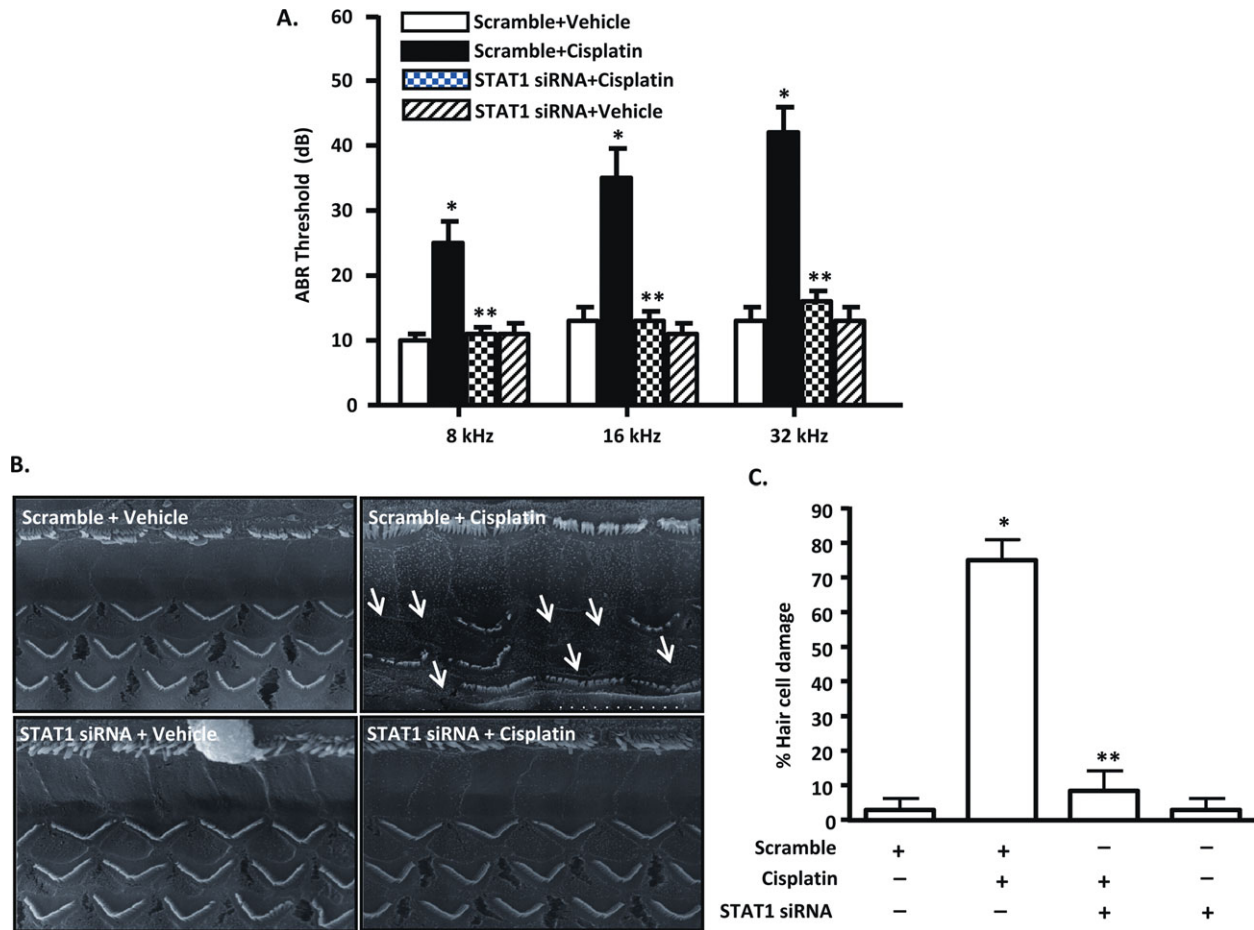 A.
60
50
40
30
20
10
0
ABR Threshold (dB)
Scramble+Vehicle
Scramble+Cisplatin
STAT1 siRNA+Cisplatin
STAT1 siRNA+Vehicle
*
**
*
**
*
**
8 kHz
16 kHz
32 kHz
B.
Scramble + Vehicle
Scramble + Cisplatin
STAT1 siRNA + Vehicle
STAT1 siRNA + Cisplatin
C.
90
80
70
60
50
40
30
20
10
0
% Hair cell damage
*
**
Scramble + + – –
Cisplatin – + + –
STAT1 siRNA – – + +